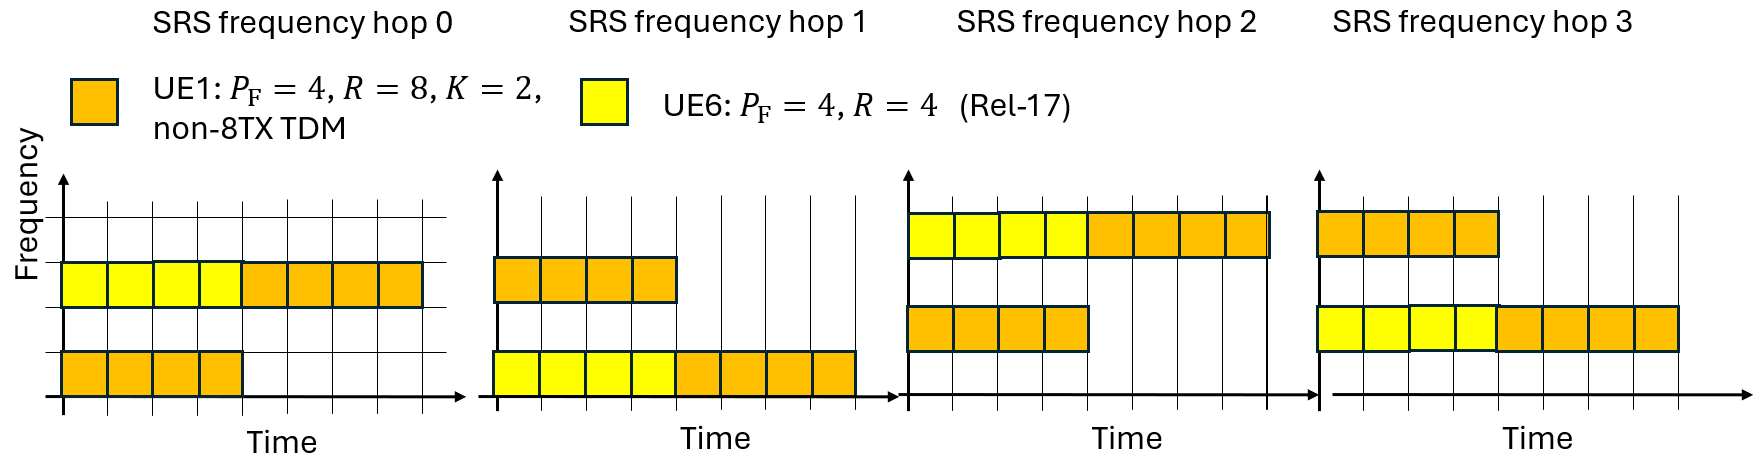 SRS frequency hop 0
SRS frequency hop 1
SRS frequency hop 2
SRS frequency hop 3
UE1: P_F = 4, R = 8, K = 2,
non-8TX TDM
UE6: P_F = 4, R = 4 (Rel-17)
Frequency
Time
Time
Time
Time